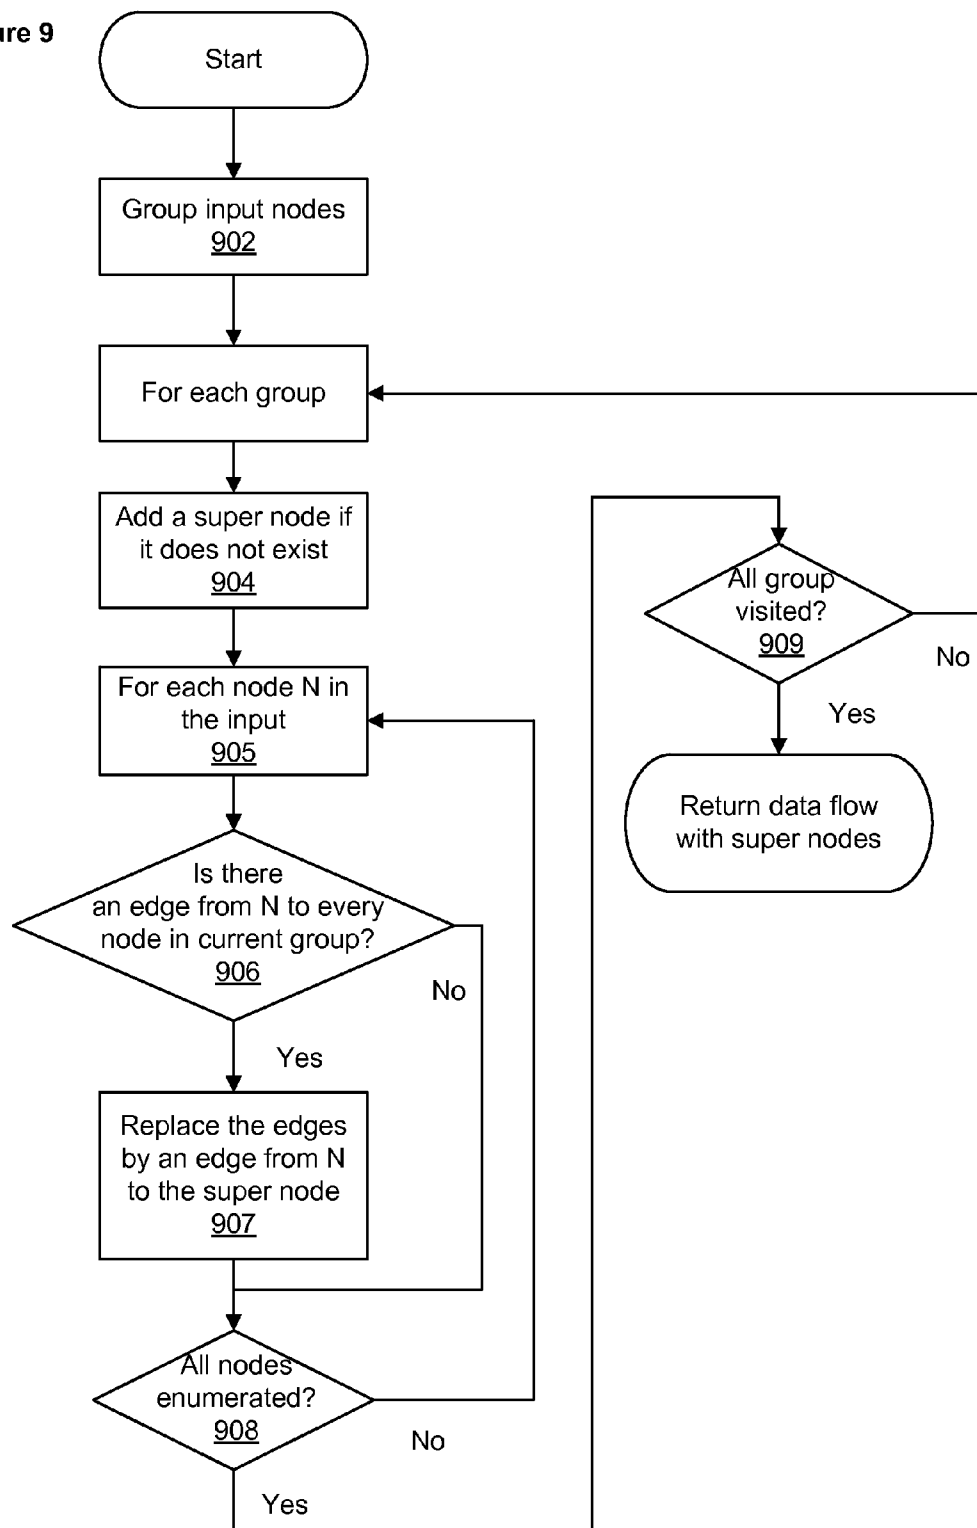 ure 9
Start
Group input nodes
902
For each group
Add a super node if
it does not exist
904
For each node N in
the input
905
Is there
an edge from N to every
node in current group?
906
No
Yes
Replace the edges
by an edge from N
to the super node
907
All nodes
enumerated?
908
No
Yes
All group
visited?
909
No
Yes
Return data flow
with super nodes